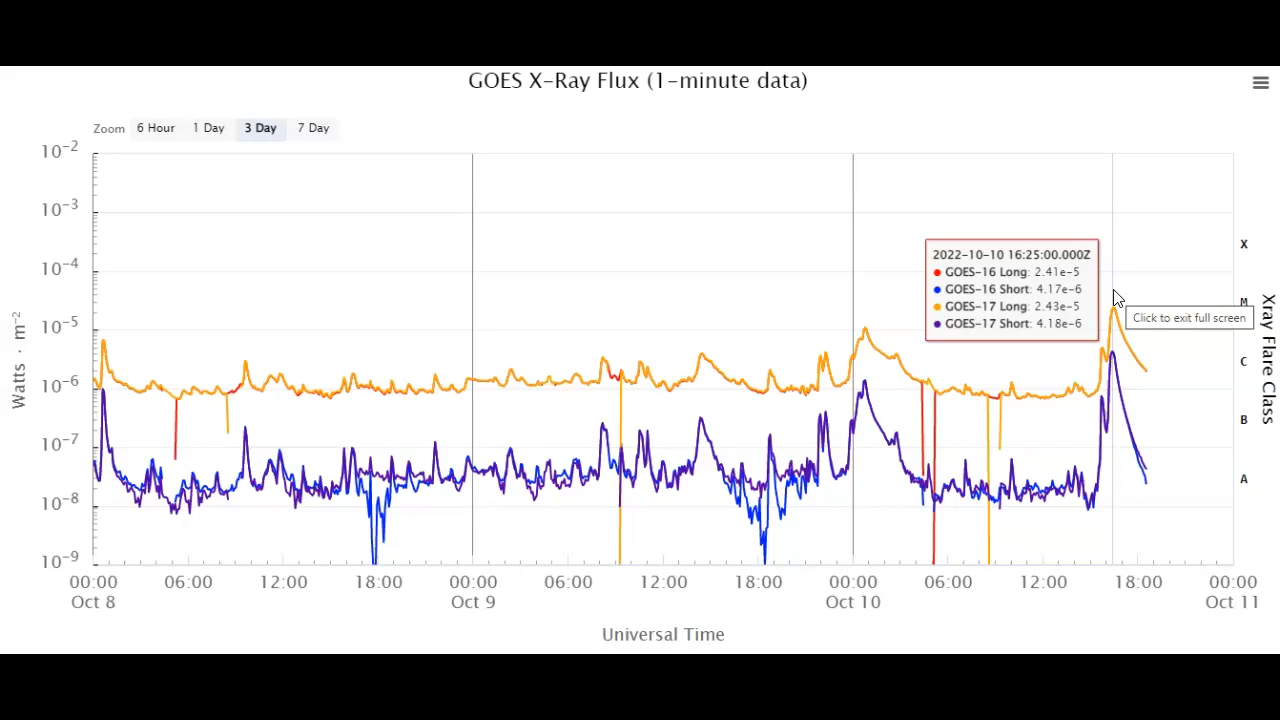 GOES X-Ray Flux (1-minute data)
Zoom 6 Hour 1 Day 3 Day 7 Day
10⁻²
10⁻³
10⁻⁴
10⁻⁵
10⁻⁶
10⁻⁷
10⁻⁸
10⁻⁹
Watts · m⁻²
2022-10-10 16:25:00.000Z
GOES-16 Long: 2.41e-5
GOES-16 Short: 4.17e-6
GOES-17 Long: 2.43e-5
GOES-17 Short: 4.18e-6
Click to exit full screen
X
M
C
B
A
Xray Flare Class
00:00 06:00 12:00 18:00 00:00 06:00 12:00 18:00 00:00 06:00 12:00 18:00 00:00
Oct 8 Oct 9 Oct 10 Oct 11
Universal Time